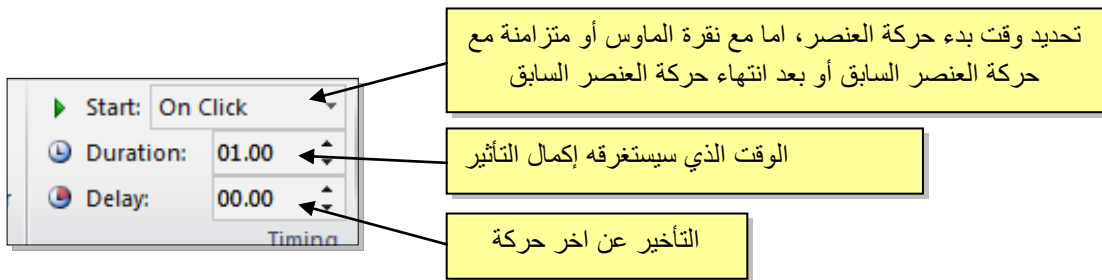 تحديد وقت بدء حركة العنصر، اما مع نقرة الماوس أو متزامنة مع
حركة العنصر السابق أو بعد انتهاء حركة العنصر السابق
Start: On Click
Duration: 01.00
الوقت الذي سيستغرقه إكمال التأثير
Delay: 00.00
Timing
التأخير عن اخر حركة